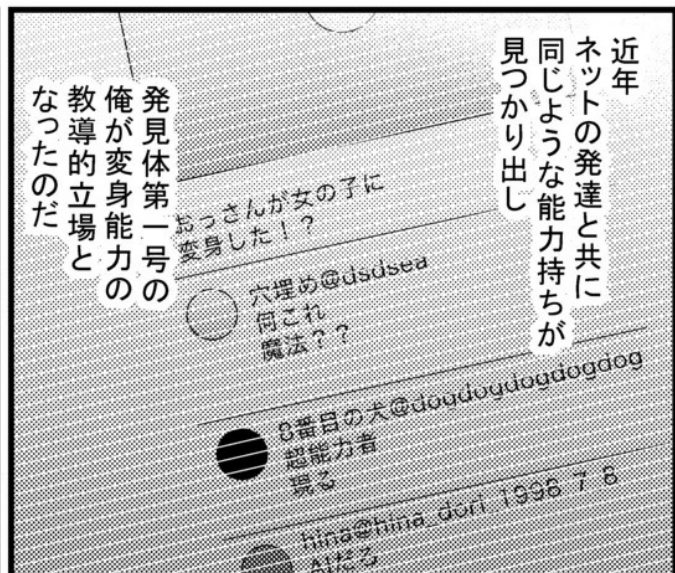 近年
ネットの発達と共に
同じような能力持ちが
見つかり出し
発見体第一号の
俺が変身能力の
教導的立場と
なったのだ
おっさんが女の子に
変身した！？
穴埋め@dsdsea
何これ
魔法？？
8番目の犬@dogdogdogdogdog
超能力者
現る
hina@hina_dori_1998_7_8
AIだろ